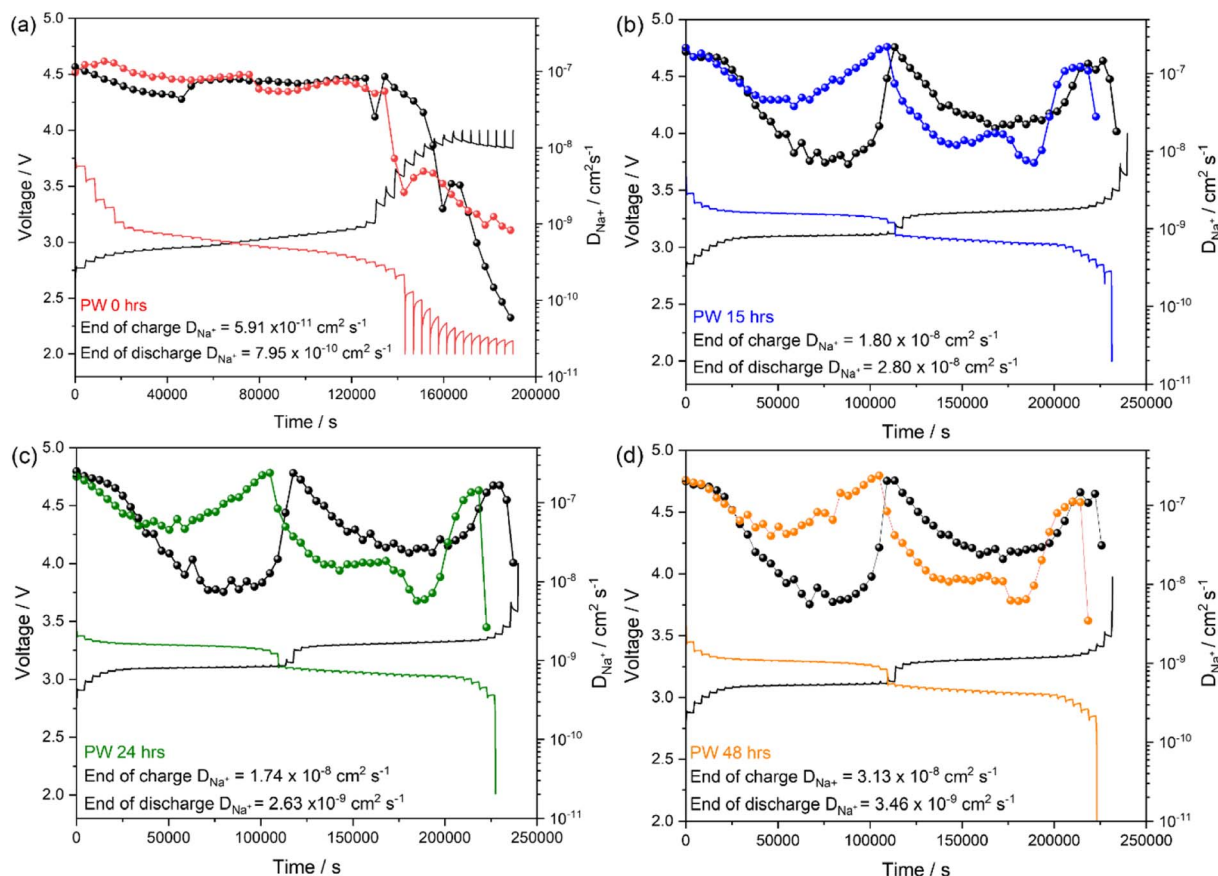 (a)
5.0
4.5
4.0
3.5
3.0
2.5
2.0
Voltage / V
10⁻⁷
10⁻⁸
10⁻⁹
10⁻¹⁰
10⁻¹¹
D_Na+ / cm² s⁻¹
PW 0 hrs
End of charge D_Na⁺ = 5.91 x10⁻¹¹ cm² s⁻¹
End of discharge D_Na⁺ = 7.95 x 10⁻¹⁰ cm² s⁻¹
0 40000 80000 120000 160000 200000
Time / s
(b)
5.0
4.5
4.0
3.5
3.0
2.5
2.0
Voltage / V
10⁻⁷
10⁻⁸
10⁻⁹
10⁻¹⁰
10⁻¹¹
D_Na⁺ / cm² s⁻¹
PW 15 hrs
End of charge D_Na⁺ = 1.80 x 10⁻⁸ cm² s⁻¹
End of discharge D_Na⁺ = 2.80 x 10⁻⁸ cm² s⁻¹
0 50000 100000 150000 200000 250000
Time / s
(c)
5.0
4.5
4.0
3.5
3.0
2.5
2.0
Voltage / V
10⁻⁷
10⁻⁸
10⁻⁹
10⁻¹⁰
10⁻¹¹
D_Na⁺ / cm² s⁻¹
PW 24 hrs
End of charge D_Na⁺ = 1.74 x 10⁻⁸ cm² s⁻¹
End of discharge D_Na⁺ = 2.63 x10⁻⁹ cm² s⁻¹
0 50000 100000 150000 200000 250000
Time / s
(d)
5.0
4.5
4.0
3.5
3.0
2.5
2.0
Voltage / V
10⁻⁷
10⁻⁸
10⁻⁹
10⁻¹⁰
10⁻¹¹
D_Na⁺ / cm² s⁻¹
PW 48 hrs
End of charge D_Na+ = 3.13 x 10⁻⁸ cm² s⁻¹
End of discharge D_Na⁺ = 3.46 x 10⁻⁹ cm² s⁻¹
0 50000 100000 150000 200000 250000
Time / s